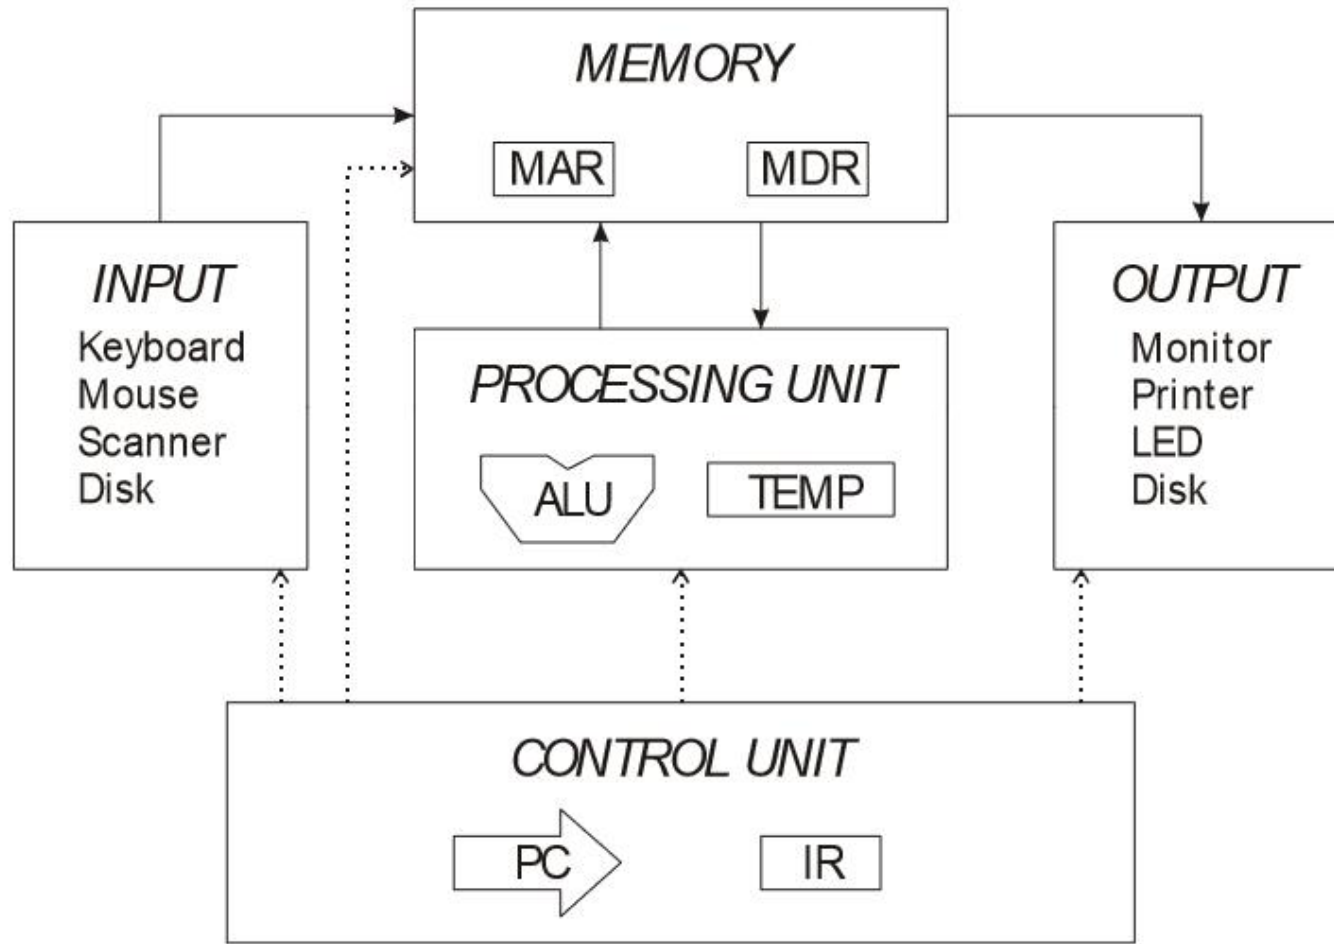 MEMORY
MAR
MDR
INPUT
Keyboard
Mouse
Scanner
Disk
PROCESSING UNIT
ALU
TEMP
OUTPUT
Monitor
Printer
LED
Disk
CONTROL UNIT
PC
IR